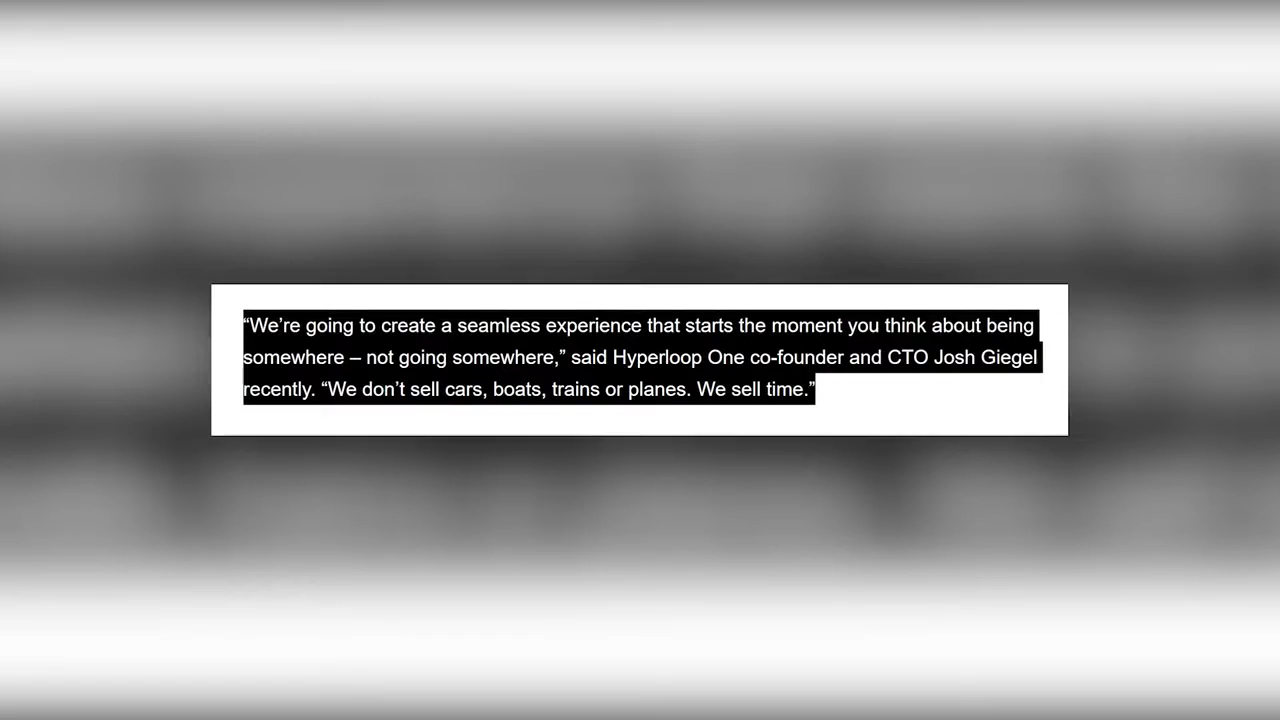 “We’re going to create a seamless experience that starts the moment you think about being
somewhere – not going somewhere,” said Hyperloop One co-founder and CTO Josh Giegel
recently. “We don’t sell cars, boats, trains or planes. We sell time.”